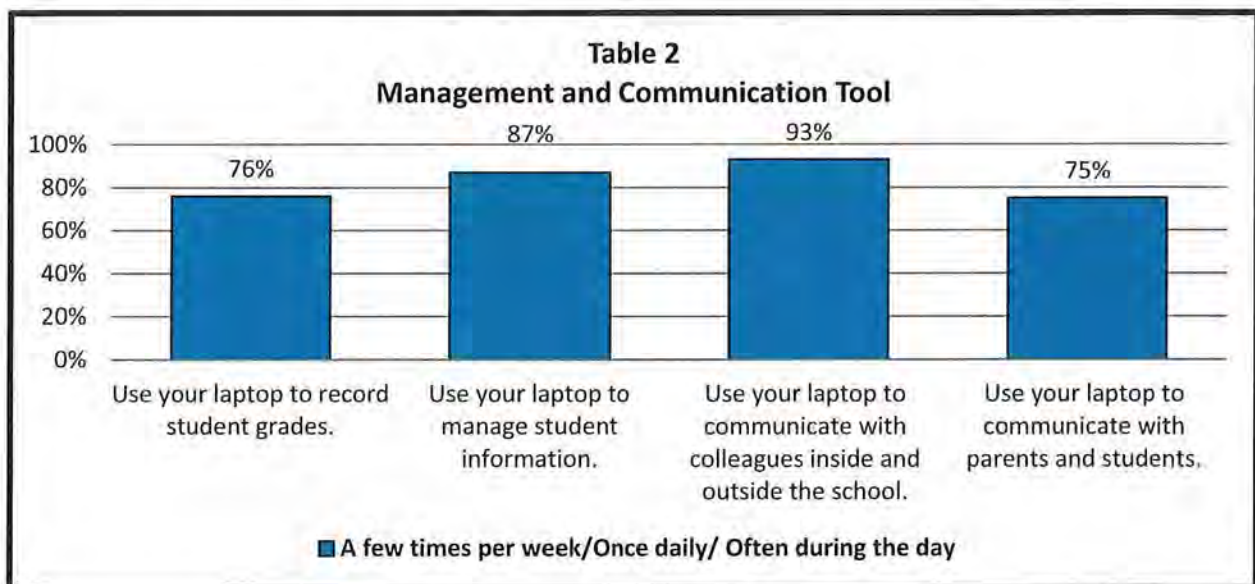 Table 2
Management and Communication Tool
100%
80%
60%
40%
20%
0%
76%
87%
93%
75%
Use your laptop to record
student grades.
Use your laptop to
manage student
information.
Use your laptop to
communicate with
colleagues inside and
outside the school.
Use your laptop to
communicate with
parents and students.
A few times per week/Once daily/ Often during the day